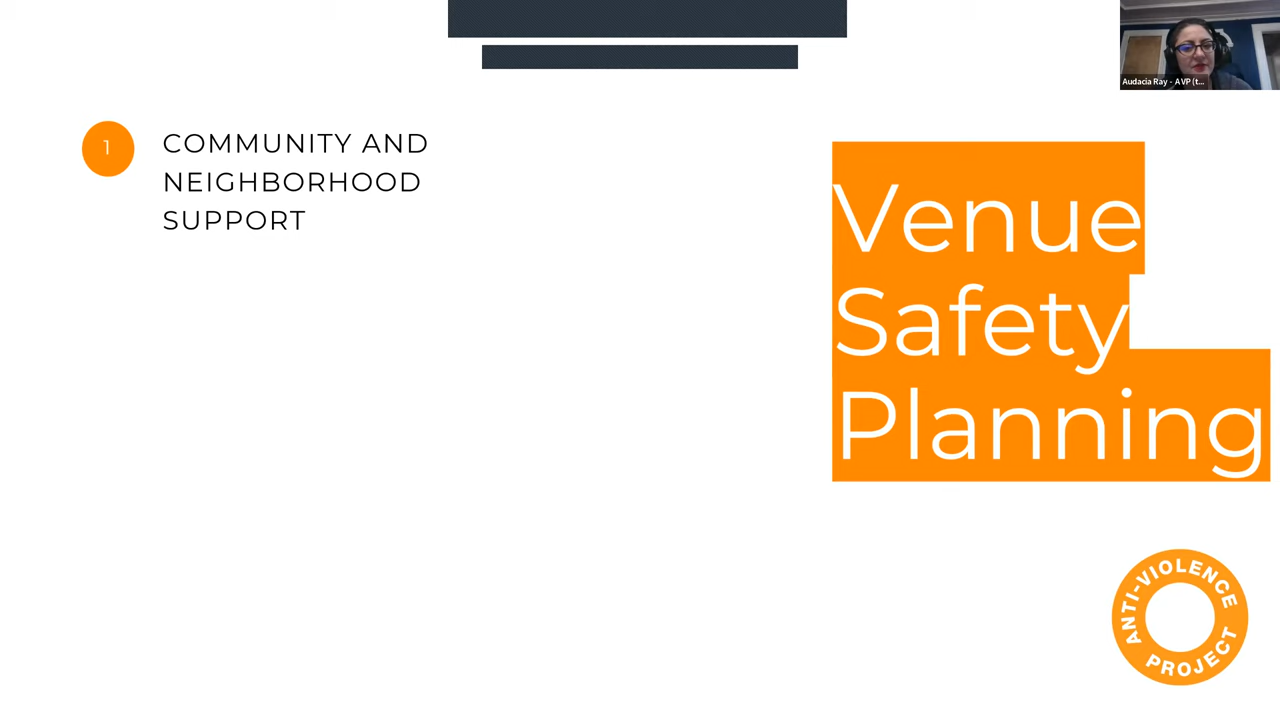 Audacia Ray - AVP (t...
1
COMMUNITY AND
NEIGHBORHOOD
SUPPORT
Venue
Safety
Planning
ANTI-VIOLENCE
PROJECT